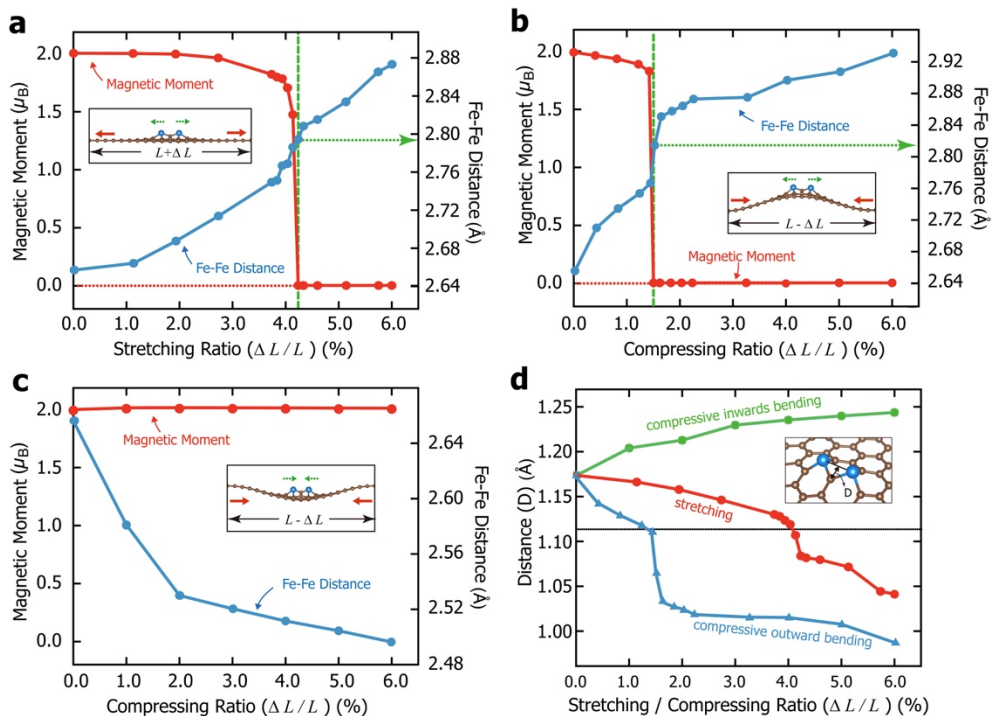 a
Magnetic Moment (μB)
2.0
1.5
1.0
0.5
0.0
Magnetic Moment
L+ΔL
Fe-Fe Distance
2.88
2.84
2.80
2.76
2.72
2.68
2.64
Fe-Fe Distance (Å)
0.0 1.0 2.0 3.0 4.0 5.0 6.0
Stretching Ratio (ΔL/L) (%)
b
Magnetic Moment (μB)
2.0
1.5
1.0
0.5
0.0
Fe-Fe Distance
L - ΔL
Magnetic Moment
2.92
2.88
2.84
2.80
2.76
2.72
2.68
2.64
Fe-Fe Distance (Å)
0.0 1.0 2.0 3.0 4.0 5.0 6.0
Compressing Ratio (ΔL/L) (%)
c
Magnetic Moment (μB)
2.0
1.5
1.0
0.5
0.0
Magnetic Moment
L - ΔL
Fe-Fe Distance
2.64
2.60
2.56
2.52
2.48
Fe-Fe Distance (Å)
0.0 1.0 2.0 3.0 4.0 5.0 6.0
Compressing Ratio (ΔL/L) (%)
d
Distance (D) (Å)
1.25
1.20
1.15
1.10
1.05
1.00
compressive inwards bending
D
stretching
compressive outward bending
0.0 1.0 2.0 3.0 4.0 5.0 6.0
Stretching / Compressing Ratio (ΔL/L) (%)